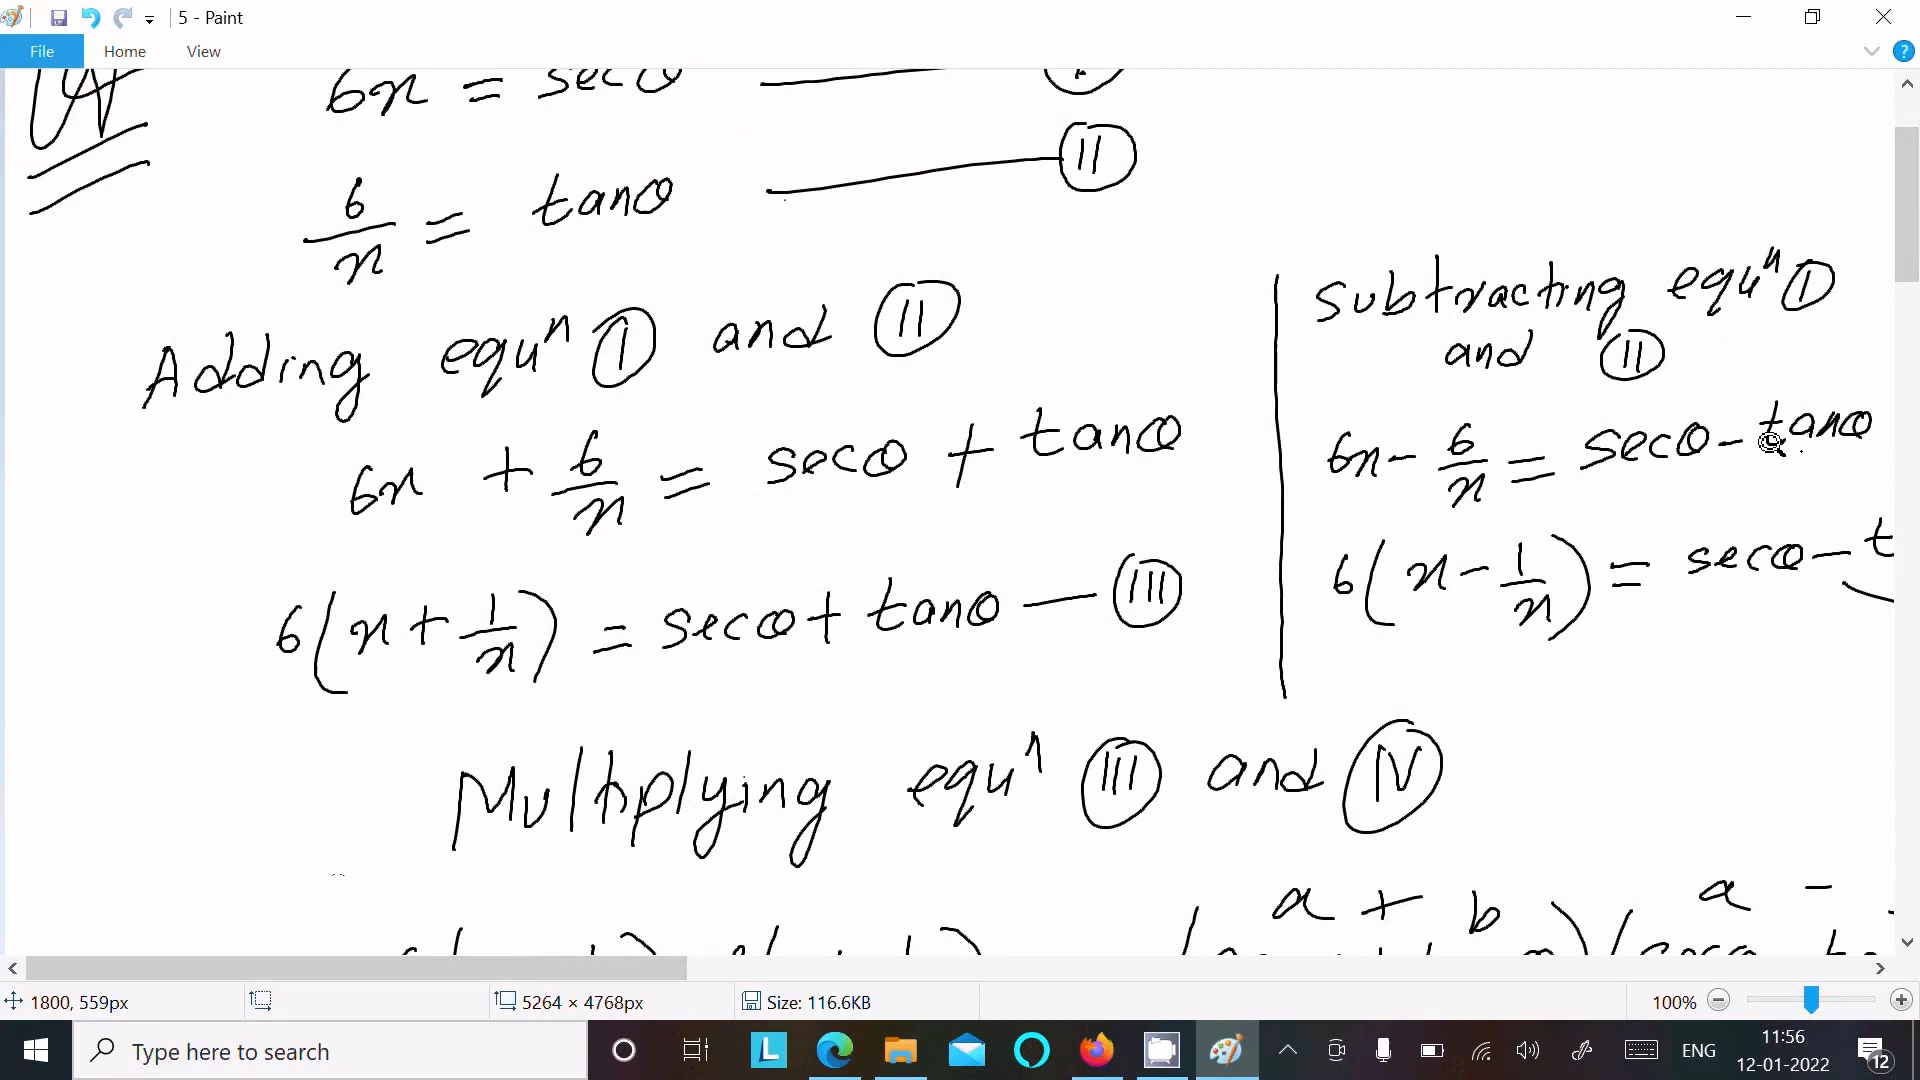 5 - Paint
File Home View
6x = secθ — I
6/x = tanθ — II
Adding equⁿ I and II
6x + 6/x = secθ + tanθ
6(x + 1/x) = secθ + tanθ — III
Subtracting equⁿ I
and II
6x - 6/x = secθ - tanθ
6(x - 1/x) = secθ - t
Multiplying equⁿ III and IV
a + b a -
1800, 559px 5264 × 4768px Size: 116.6KB 100%
Type here to search
ENG 11:56
12-01-2022
12